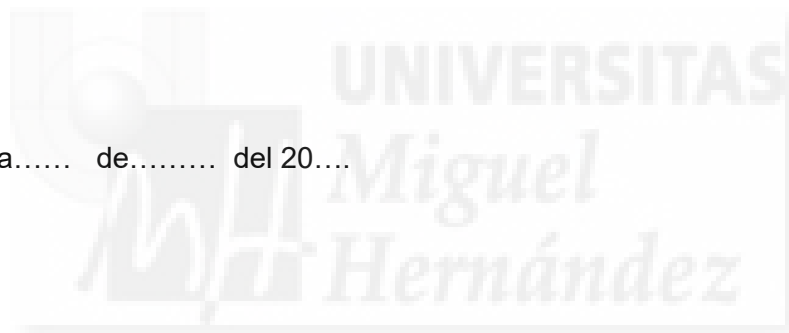 UNIVERSITAS
a…… de……… del 20….
Miguel
Hernández